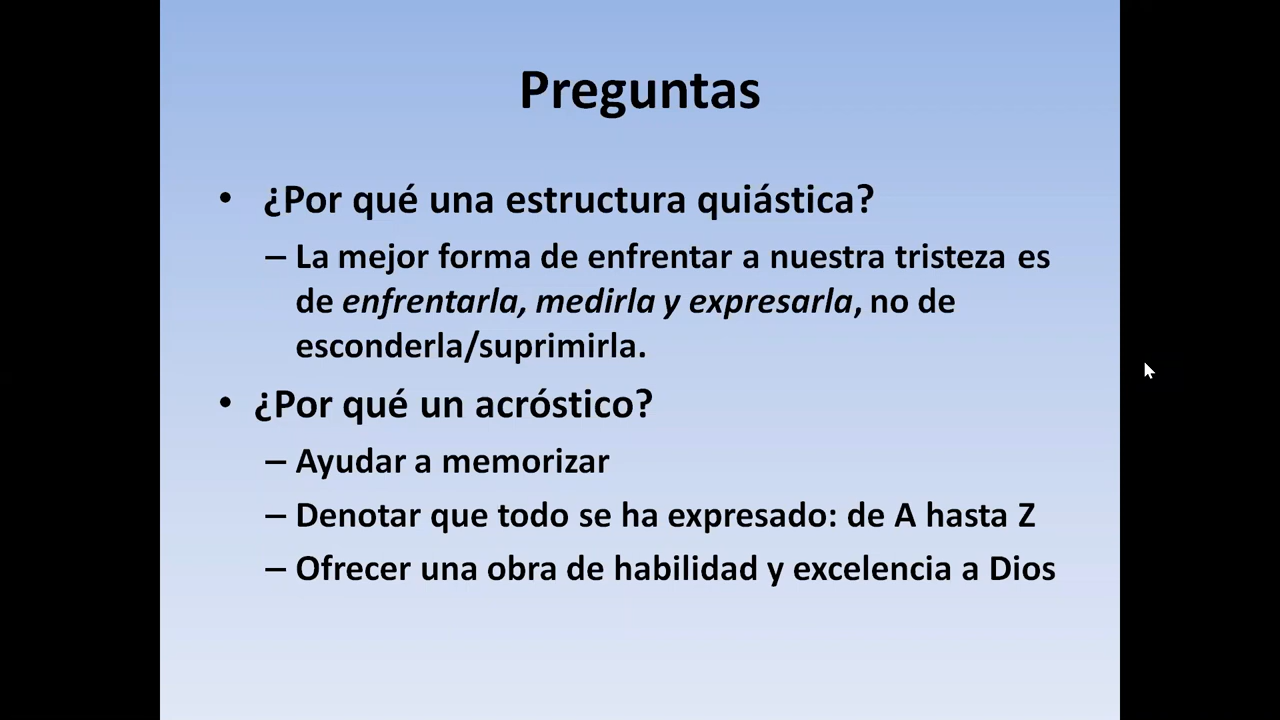 Preguntas
• ¿Por qué una estructura quiástica?
– La mejor forma de enfrentar a nuestra tristeza es
de enfrentarla, medirla y expresarla, no de
esconderla/suprimirla.
• ¿Por qué un acróstico?
– Ayudar a memorizar
– Denotar que todo se ha expresado: de A hasta Z
– Ofrecer una obra de habilidad y excelencia a Dios